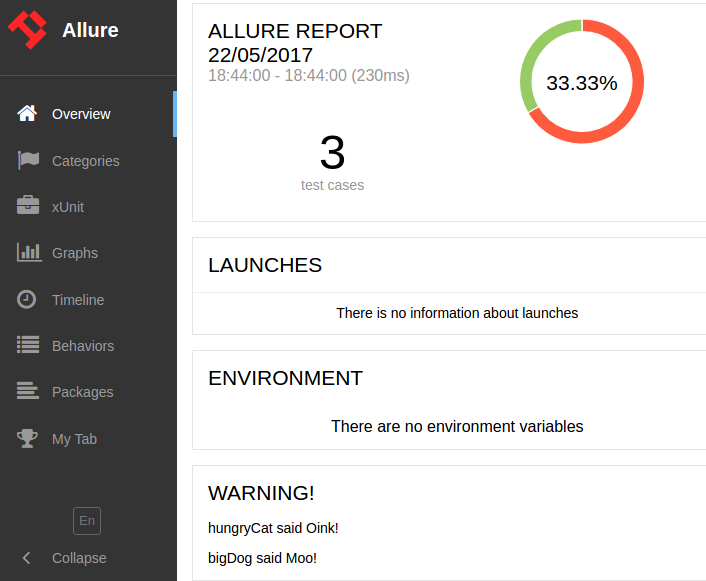 Allure
Overview
Categories
xUnit
Graphs
Timeline
Behaviors
Packages
My Tab
En
Collapse
ALLURE REPORT
22/05/2017
18:44:00 - 18:44:00 (230ms)
3
test cases
33.33%
LAUNCHES
There is no information about launches
ENVIRONMENT
There are no environment variables
WARNING!
hungryCat said Oink!
bigDog said Moo!